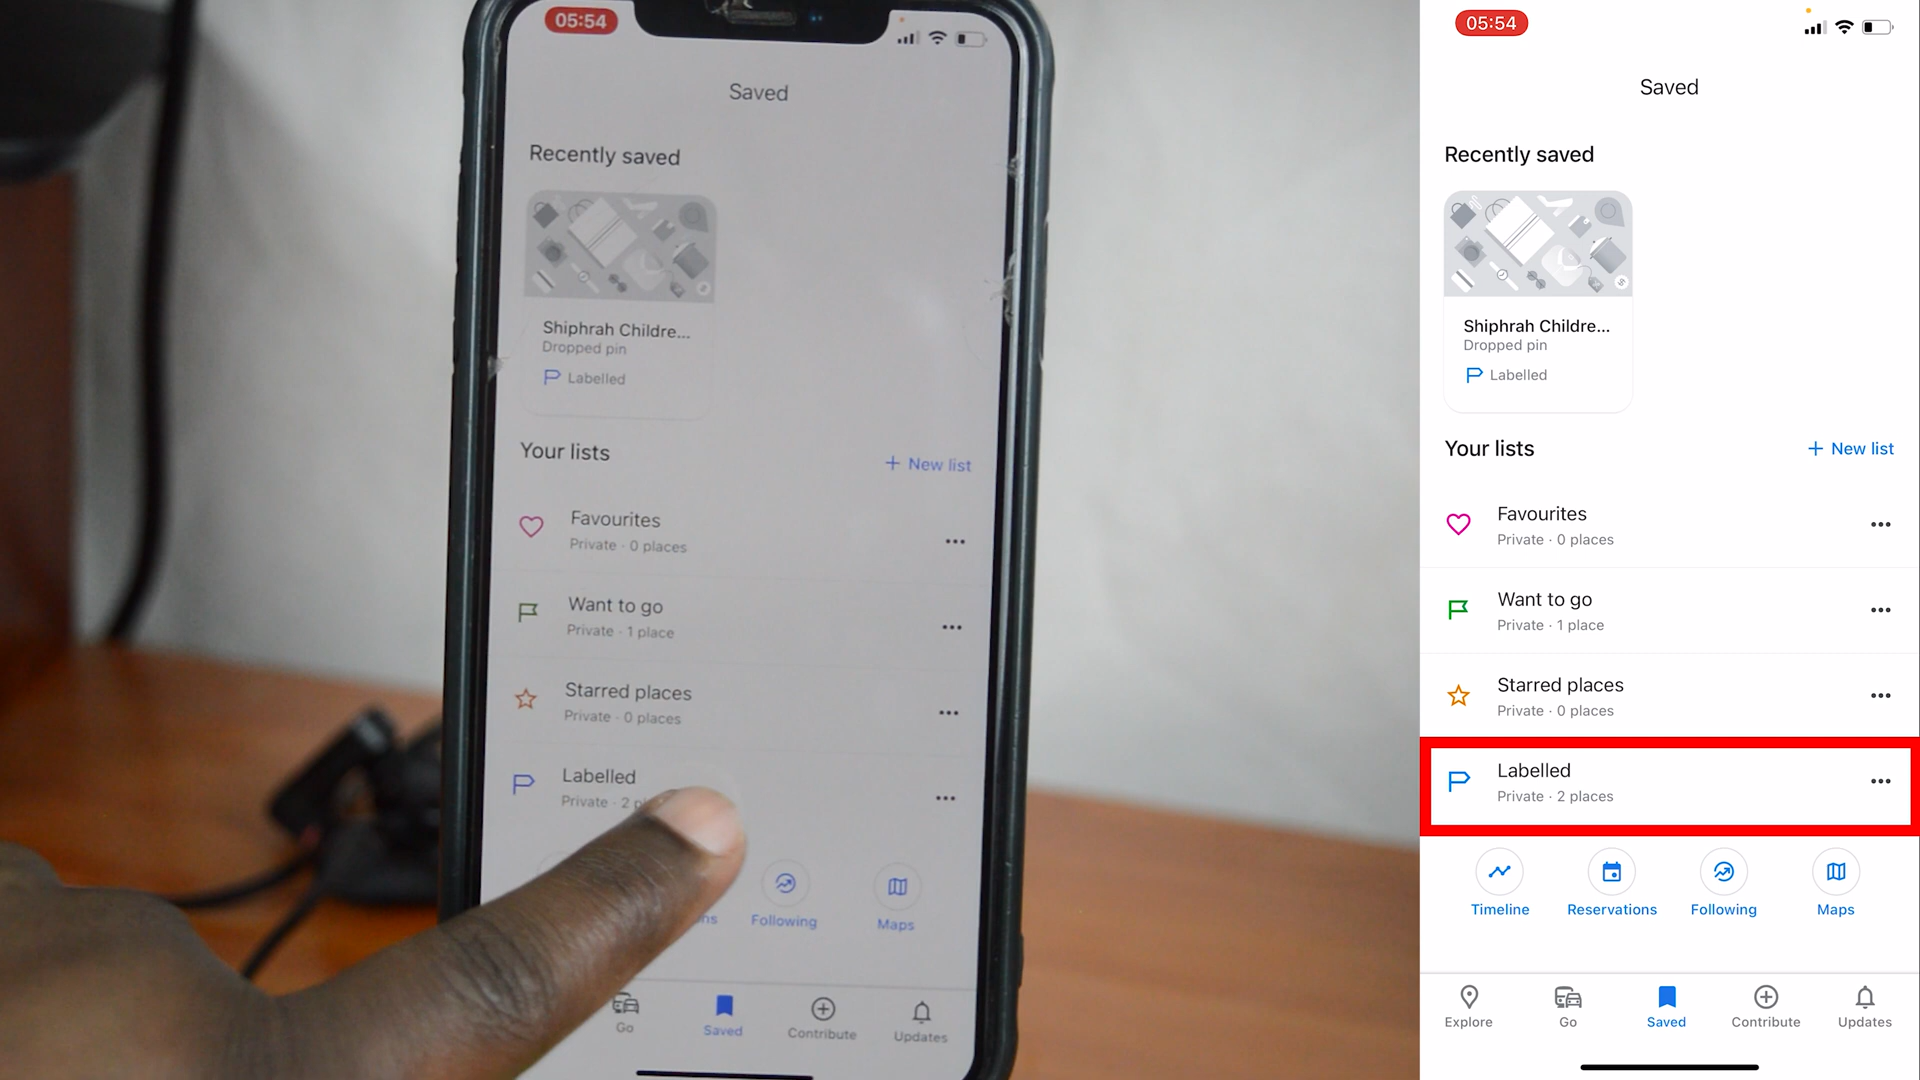 05:54
Saved
Recently saved
Shiphrah Childre...
Dropped pin
Labelled
Your lists
+ New list
Favourites
Private · 0 places
Want to go
Private · 1 place
Starred places
Private · 0 places
Labelled
Private · 2
Following
Maps
Go
Saved
Contribute
Updates
05:54
Saved
Recently saved
Shiphrah Childre...
Dropped pin
Labelled
Your lists
+ New list
Favourites
Private · 0 places
Want to go
Private · 1 place
Starred places
Private · 0 places
Labelled
Private · 2 places
Timeline
Reservations
Following
Maps
Explore
Go
Saved
Contribute
Updates